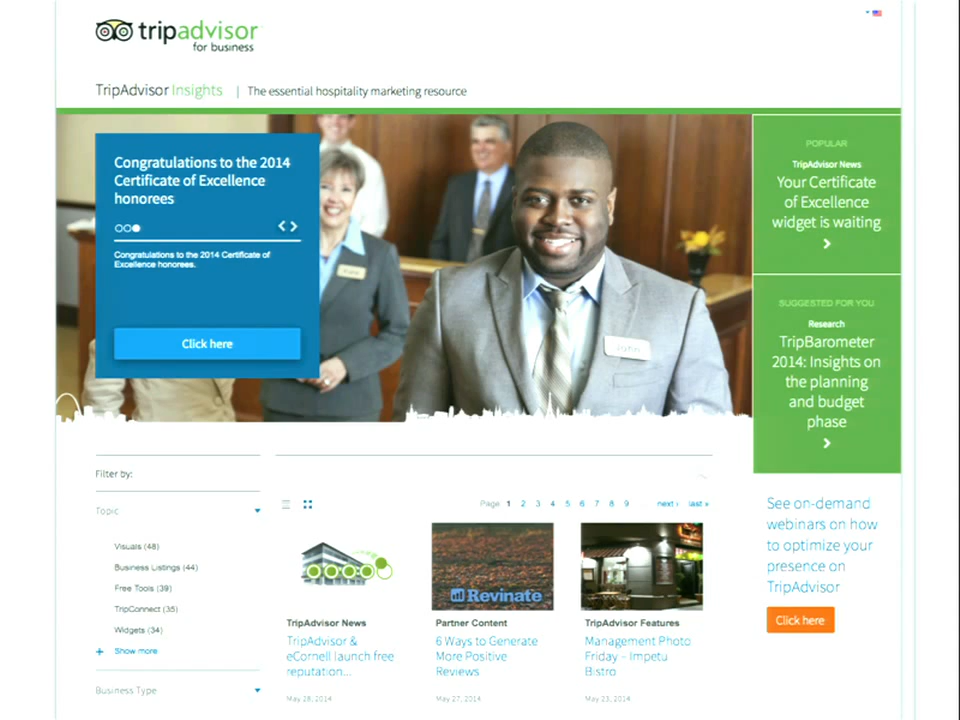 tripadvisor
for business
TripAdvisor Insights | The essential hospitality marketing resource
Congratulations to the 2014
Certificate of Excellence
honorees
Congratulations to the 2014 Certificate of
Excellence honorees.
Click here
John
POPULAR
TripAdvisor News
Your Certificate
of Excellence
widget is waiting
SUGGESTED FOR YOU
Research
TripBarometer
2014: Insights on
the planning
and budget
phase
See on-demand
webinars on how
to optimize your
presence on
TripAdvisor
Click here
Filter by:
Topic
Visuals (48)
Business Listings (44)
Free Tools (39)
TripConnect (35)
Widgets (34)
+ Show more
Business Type
Page 1 2 3 4 5 6 7 8 9 ... next › last »
TripAdvisor News
TripAdvisor &
eCornell launch free
reputation...
May 28, 2014
Revinate
Partner Content
6 Ways to Generate
More Positive
Reviews
May 27, 2014
TripAdvisor Features
Management Photo
Friday – Impetu
Bistro
May 23, 2014